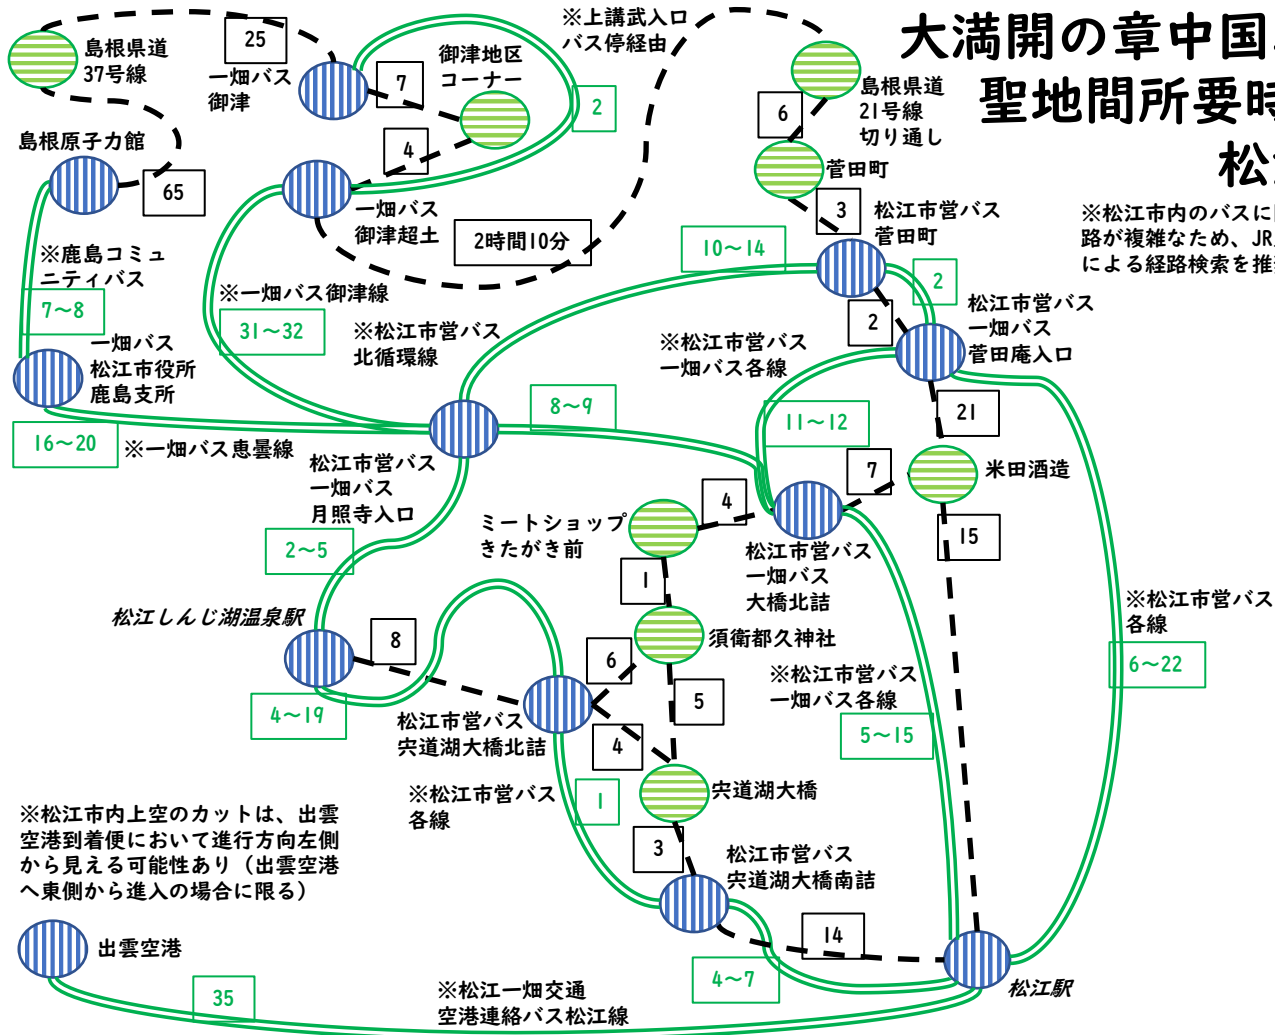 大満開の章中国
聖地間所要時
松
※松江市内のバスに
路が複雑なため、JR
による経路検索を推
島根県道
37号線
25
一畑バス
御津
7
御津地区
コーナー
※上講武入口
バス停経由
2
4
島根県道
21号線
切り通し
6
菅田町
3
島根原子力館
65
一畑バス
御津超土
2時間10分
松江市営バス
菅田町
10～14
2
2
松江市営バス
一畑バス
菅田庵入口
※鹿島コミュ
ニティバス
7～8
※一畑バス御津線
31～32
※松江市営バス
北循環線
※松江市営バス
一畑バス各線
一畑バス
松江市役所
鹿島支所
16～20
※一畑バス恵曇線
8～9
11～12
21
松江市営バス
一畑バス
月照寺入口
7
米田酒造
15
ミートショップ
きたがき前
4
松江市営バス
一畑バス
大橋北詰
2～5
1
松江しんじ湖温泉駅
8
須衛都久神社
6
5
※松江市営バス
各線
6～22
4～19
松江市営バス
宍道湖大橋北詰
4
※松江市営バス
一畑バス各線
5～15
※松江市営バス
各線
1
宍道湖大橋
3
松江市営バス
宍道湖大橋南詰
※松江市内上空のカットは、出雲
空港到着便において進行方向左側
から見える可能性あり（出雲空港
へ東側から進入の場合に限る）
出雲空港
14
4～7
松江駅
35
※松江一畑交通
空港連絡バス松江線